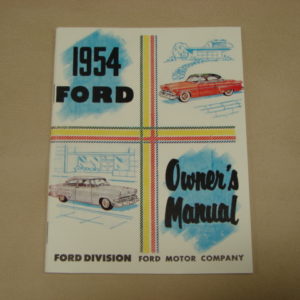 1954
FORD
Owner's
Manual
FORD DIVISION FORD MOTOR COMPANY